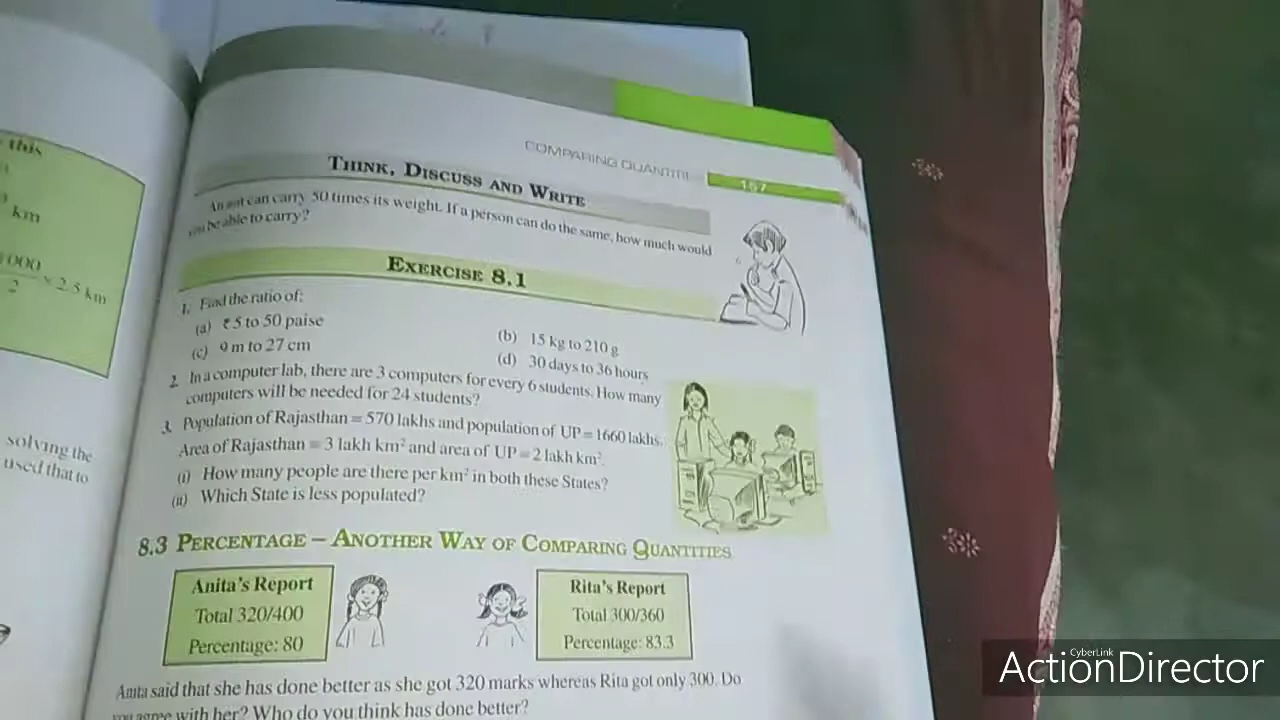 this
km
000
2
× 2.5 km
solving the
used that to
COMPARING QUANTITI
157
THINK, DISCUSS AND WRITE
An ant can carry 50 times its weight. If a person can do the same, how much would
you be able to carry?
EXERCISE 8.1
1. Find the ratio of:
(a) ₹ 5 to 50 paise
(b) 15 kg to 210 g
(c) 9 m to 27 cm
(d) 30 days to 36 hours
2. In a computer lab, there are 3 computers for every 6 students. How many
computers will be needed for 24 students?
3. Population of Rajasthan = 570 lakhs and population of UP = 1660 lakhs.
Area of Rajasthan = 3 lakh km² and area of UP = 2 lakh km².
(i) How many people are there per km² in both these States?
(ii) Which State is less populated?
8.3 PERCENTAGE – ANOTHER WAY OF COMPARING QUANTITIES
Anita's Report
Total 320/400
Percentage: 80
Rita's Report
Total 300/360
Percentage: 83.3
Anita said that she has done better as she got 320 marks whereas Rita got only 300. Do
you agree with her? Who do you think has done better?
CyberLink
ActionDirector